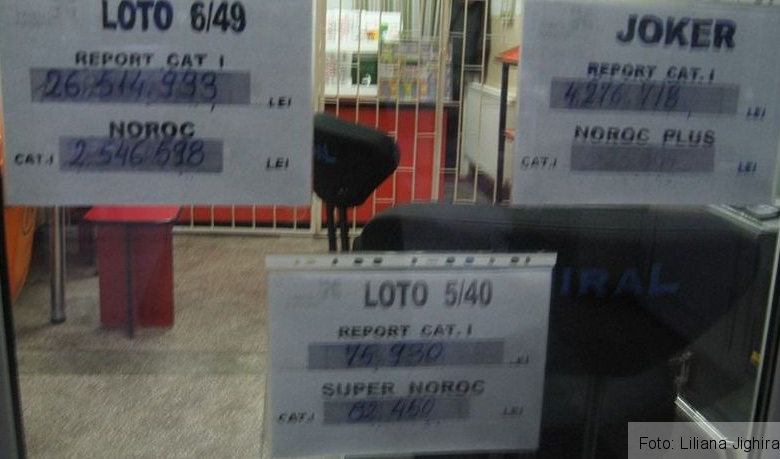 LOTO 6/49
REPORT CAT I
26.514.993 LEI
NOROC
CAT.I 2.546.598 LEI
JOKER
REPORT CAT.I
4.276.718 LEI
NOROC PLUS
CAT.I LEI
LOTO 5/40
REPORT CAT.I
75.930 LEI
SUPER NOROC
CAT.I 82.460 LEI
Foto: Liliana Jighira